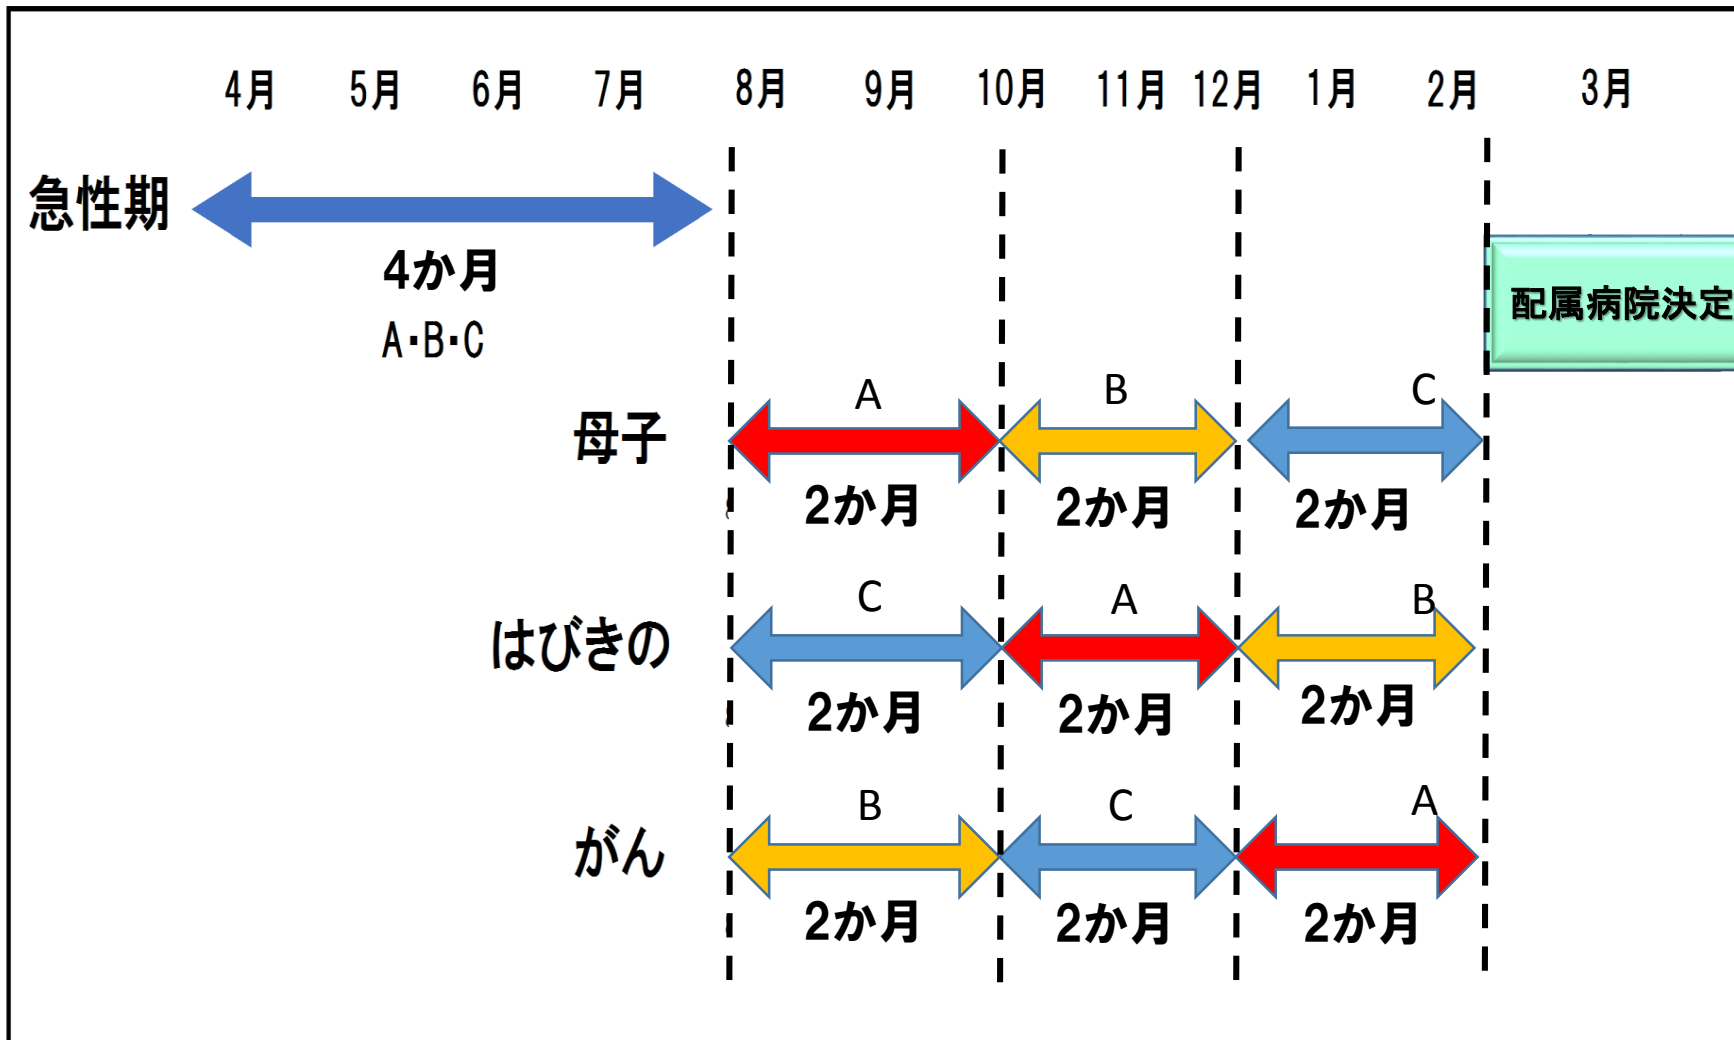 4月 5月 6月 7月 8月 9月 10月 11月 12月 1月 2月 3月
急性期
4か月
A・B・C
配属病院決定
母子
A B C
2か月 2か月 2か月
はびきの
C A B
2か月 2か月 2か月
がん
B C A
2か月 2か月 2か月